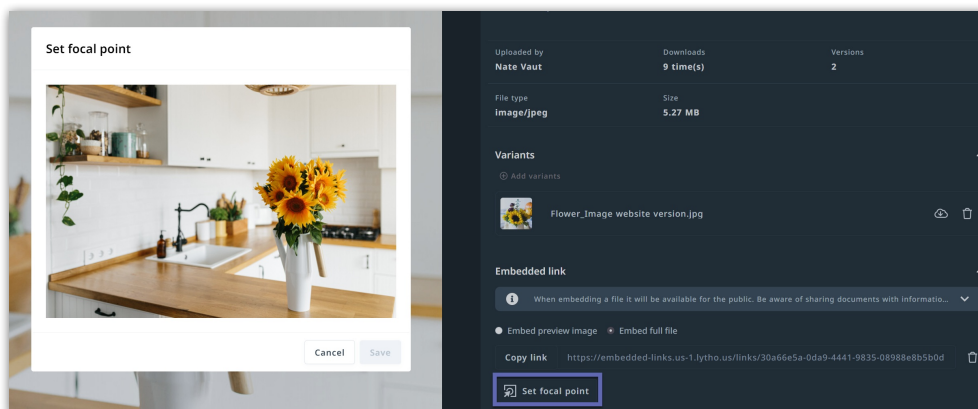 Set focal point
Cancel
Save
Uploaded by
Downloads
Versions
Nate Vaut
9 time(s)
2
File type
Size
image/jpeg
5.27 MB
Variants
Add variants
Flower_Image website version.jpg
Embedded link
When embedding a file it will be available for the public. Be aware of sharing documents with informatio...
Embed preview image
Embed full file
Copy link
https://embedded-links.us-1.lytho.us/links/30a66e5a-0da9-4441-9835-08988e8b5b0d
Set focal point